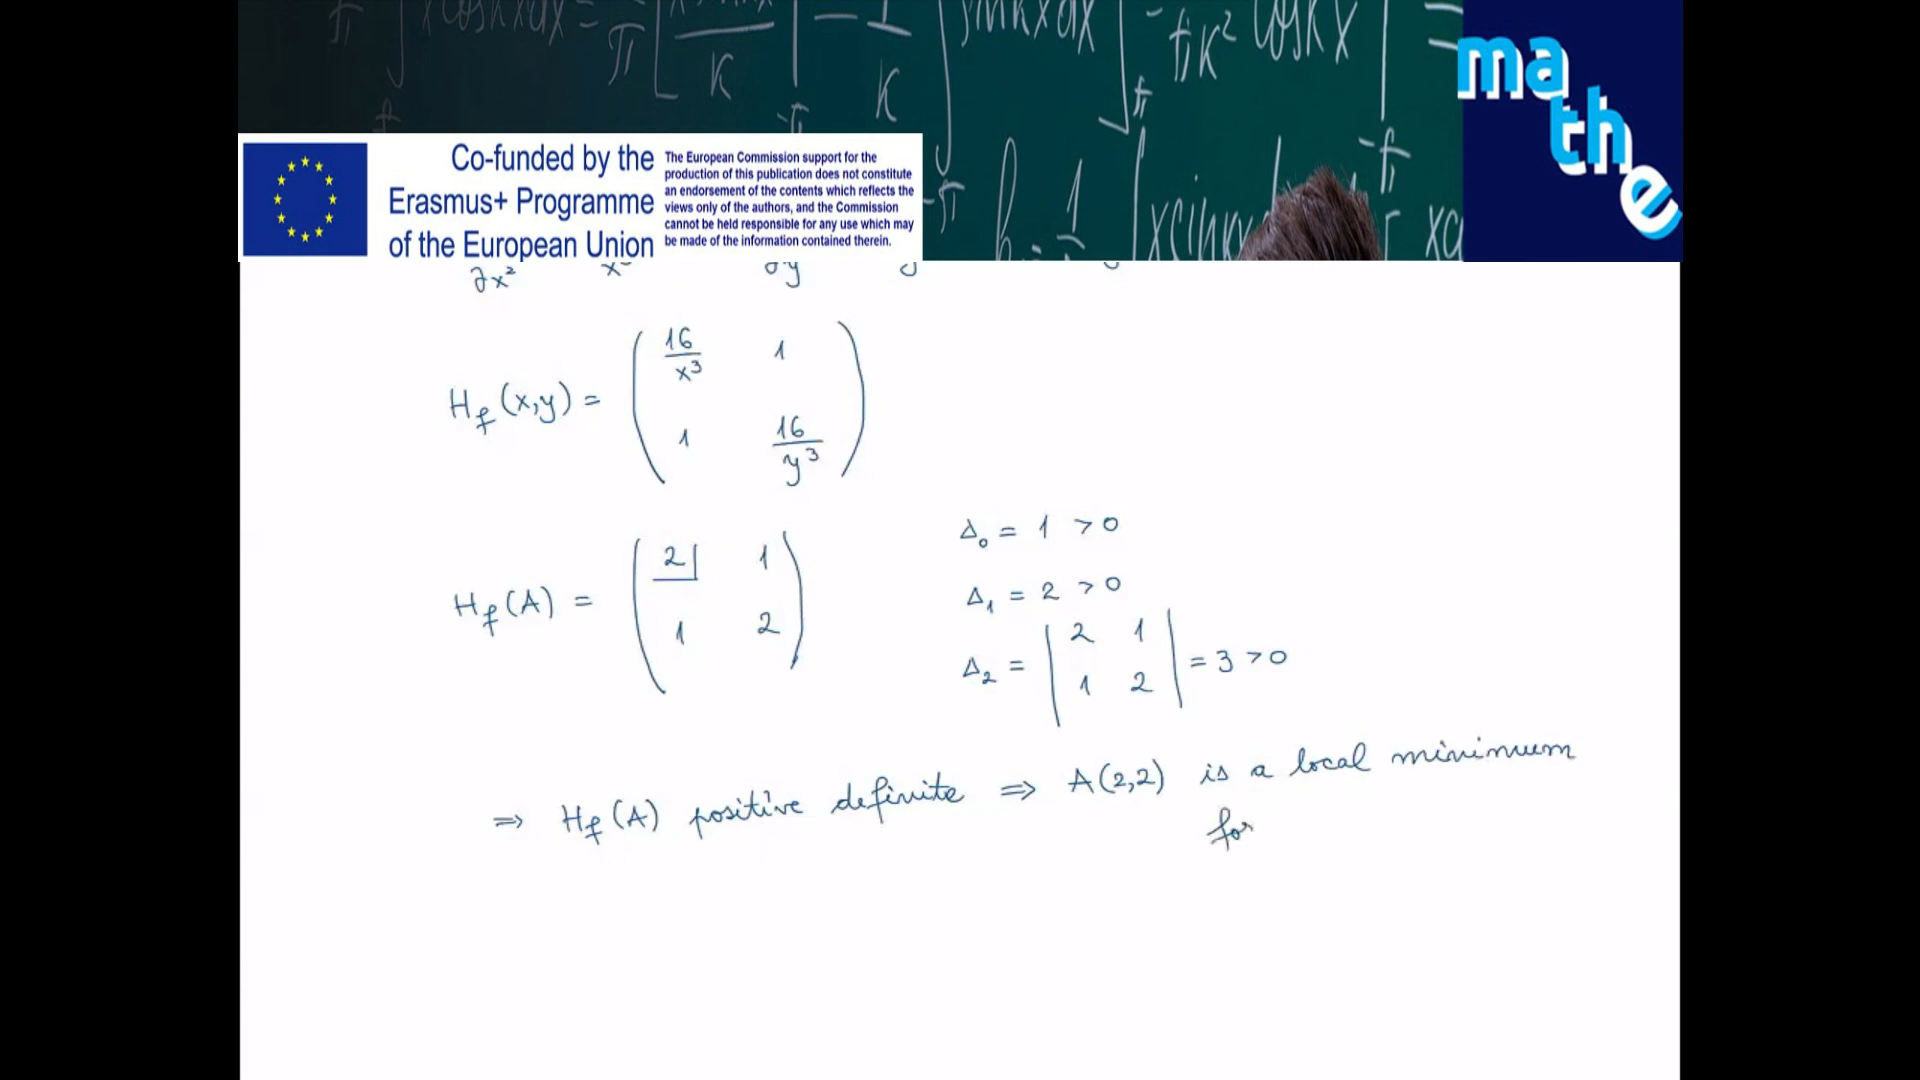 ma
th
e
Co-funded by the
Erasmus+ Programme
of the European Union
The European Commission support for the
production of this publication does not constitute
an endorsement of the contents which reflects the
views only of the authors, and the Commission
cannot be held responsible for any use which may
be made of the information contained therein.
∂x²
H_f(x,y) = ( 16/x³ 1
1 16/y³ )
H_f(A) = ( 2 1
1 2 )
Δ₀ = 1 > 0
Δ₁ = 2 > 0
Δ₂ = | 2 1
1 2 | = 3 > 0
⇒ H_f(A) positive definite ⇒ A(2,2) is a local minimum
for